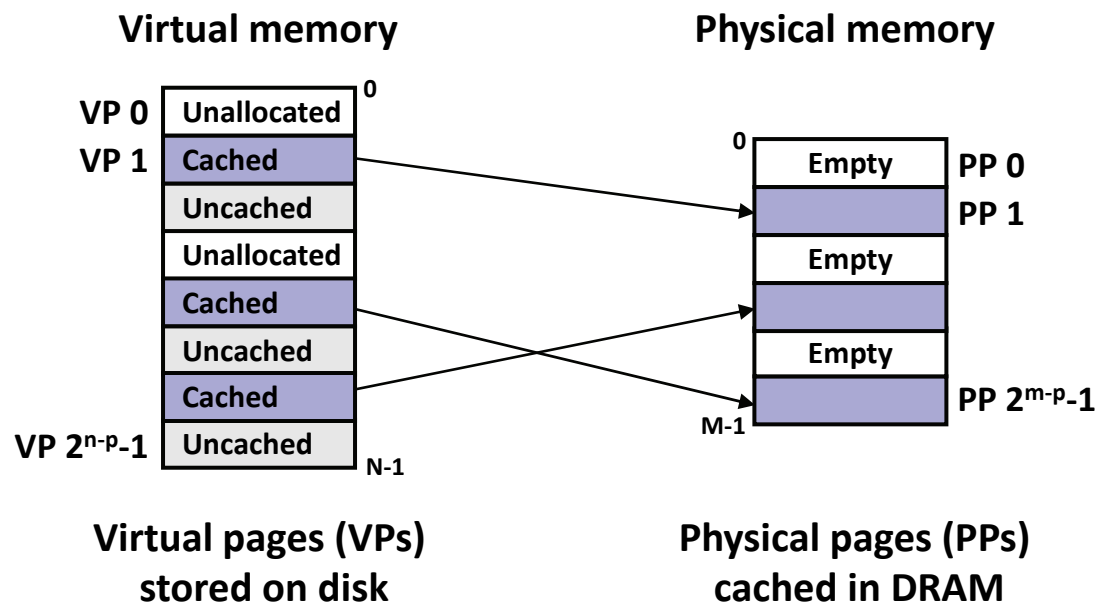 Virtual memory
Physical memory
0
VP 0 Unallocated
VP 1 Cached
Uncached
Unallocated
Cached
Uncached
Cached
VP 2ⁿ⁻ᵖ-1 Uncached
N-1
0
Empty PP 0
PP 1
Empty
Empty
PP 2ᵐ⁻ᵖ-1
M-1
Virtual pages (VPs)
stored on disk
Physical pages (PPs)
cached in DRAM